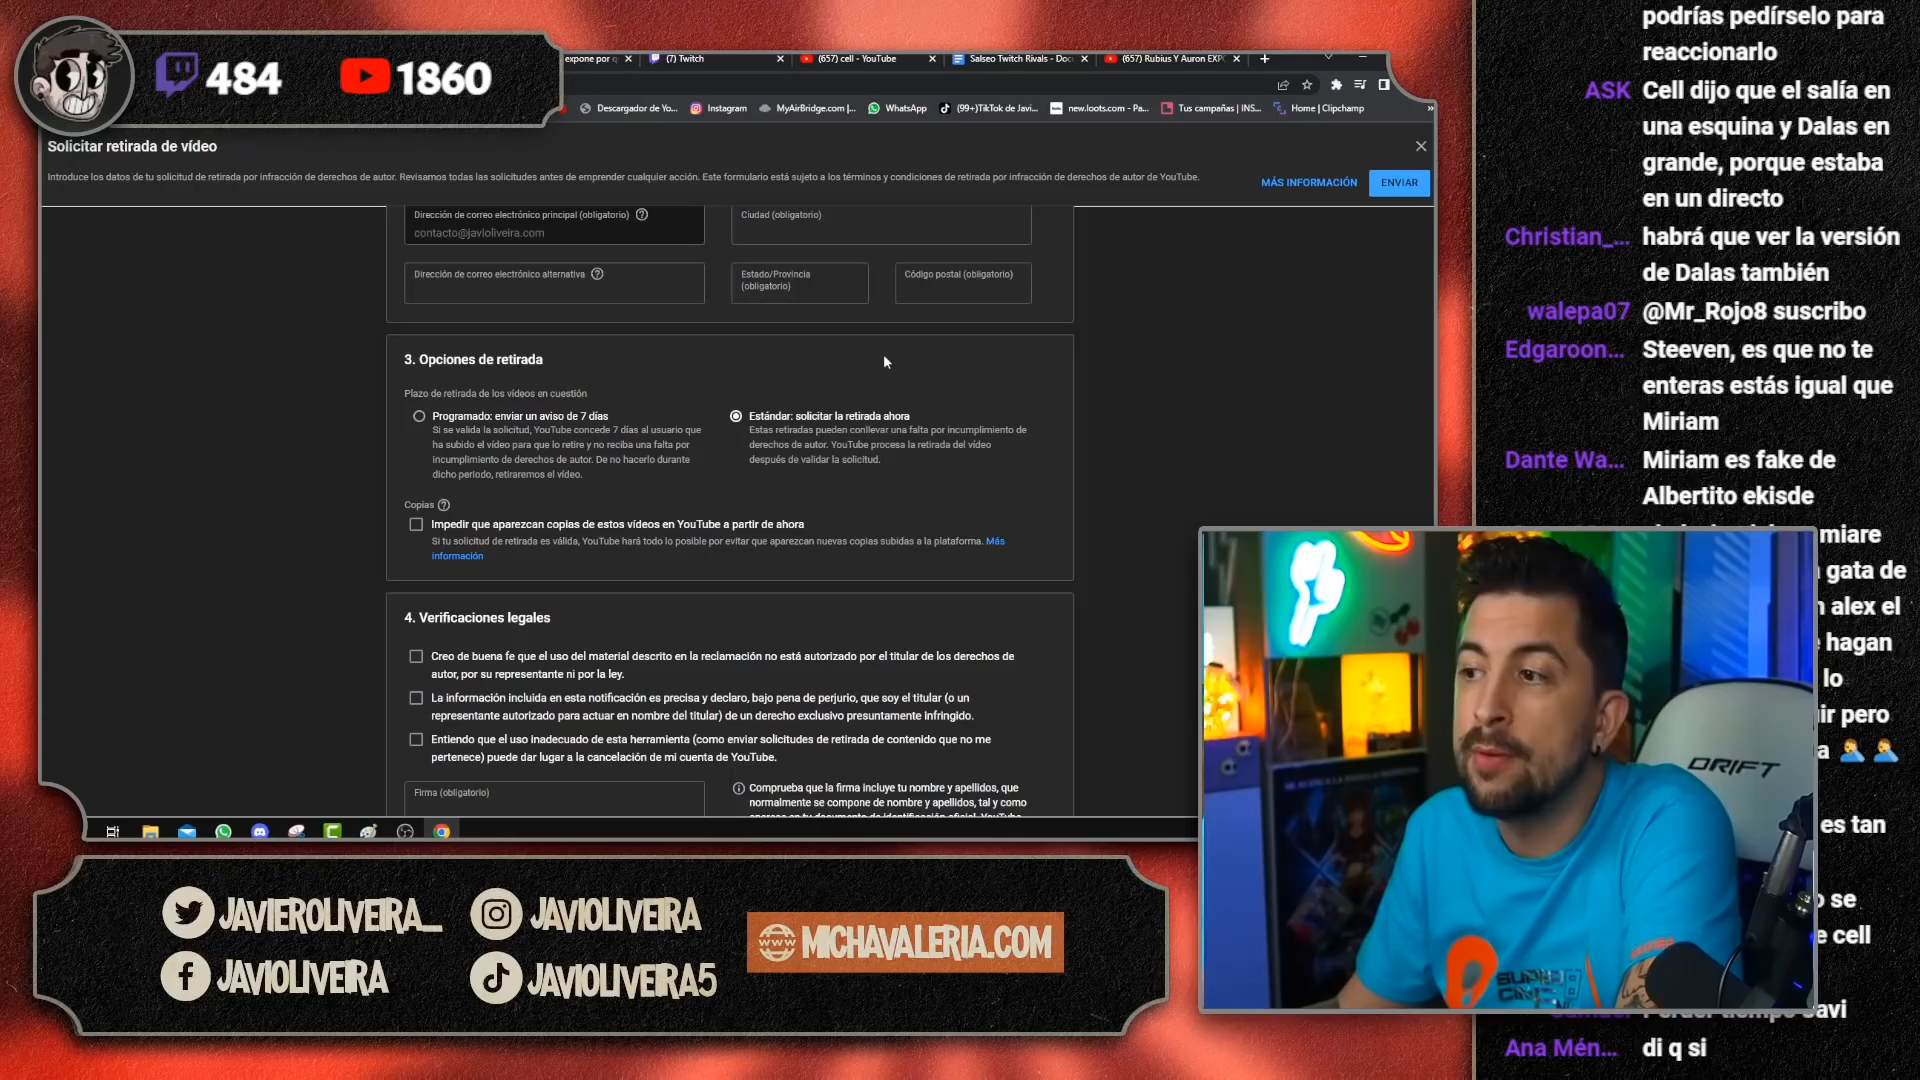 484
1860
expone por q
(7) Twitch
(657) cell - YouTube
Salseo Twitch Rivals - Doc
(657) Rubius Y Auron EXP
Descargador de Yo...
Instagram
MyAirBridge.com |...
WhatsApp
(99+)TikTok de Javi...
new.loots.com - Pa...
Tus campañas | INS...
Home | Clipchamp
Solicitar retirada de vídeo
Introduce los datos de tu solicitud de retirada por infracción de derechos de autor. Revisamos todas las solicitudes antes de emprender cualquier acción. Este formulario está sujeto a los términos y condiciones de retirada por infracción de derechos de autor de YouTube.
MÁS INFORMACIÓN
ENVIAR
Dirección de correo electrónico principal (obligatorio)
contacto@javioliveira.com
Ciudad (obligatorio)
Dirección de correo electrónico alternativa
Estado/Provincia
(obligatorio)
Código postal (obligatorio)
3. Opciones de retirada
Plazo de retirada de los vídeos en cuestión
Programado: enviar un aviso de 7 días
Si se valida la solicitud, YouTube concede 7 días al usuario que
ha subido el vídeo para que lo retire y no reciba una falta por
incumplimiento de derechos de autor. De no hacerlo durante
dicho periodo, retiraremos el vídeo.
Estándar: solicitar la retirada ahora
Estas retiradas pueden conllevar una falta por incumplimiento de
derechos de autor. YouTube procesa la retirada del vídeo
después de validar la solicitud.
Copias
Impedir que aparezcan copias de estos vídeos en YouTube a partir de ahora
Si tu solicitud de retirada es válida, YouTube hará todo lo posible por evitar que aparezcan nuevas copias subidas a la plataforma. Más
información
4. Verificaciones legales
Creo de buena fe que el uso del material descrito en la reclamación no está autorizado por el titular de los derechos de
autor, por su representante ni por la ley.
La información incluida en esta notificación es precisa y declaro, bajo pena de perjurio, que soy el titular (o un
representante autorizado para actuar en nombre del titular) de un derecho exclusivo presuntamente infringido.
Entiendo que el uso inadecuado de esta herramienta (como enviar solicitudes de retirada de contenido que no me
pertenece) puede dar lugar a la cancelación de mi cuenta de YouTube.
Firma (obligatorio)
Comprueba que la firma incluye tu nombre y apellidos, que
normalmente se compone de nombre y apellidos, tal y como
JAVIEROLIVEIRA_
JAVIOLIVEIRA
JAVIOLIVEIRA
JAVIOLIVEIRA5
WWW
MICHAVALERIA.COM
DRIFT
podrías pedírselo para
reaccionarlo
ASK Cell dijo que el salía en
una esquina y Dalas en
grande, porque estaba
en un directo
Christian_... habrá que ver la versión
de Dalas también
walepa07 @Mr_Rojo8 suscribo
Edgaroon... Steeven, es que no te
enteras estás igual que
Miriam
Dante Wa... Miriam es fake de
Albertito ekisde
miare
gata de
alex el
hagan
lo
ir pero
a
es tan
se
e cell
avi
Ana Mén... di q si